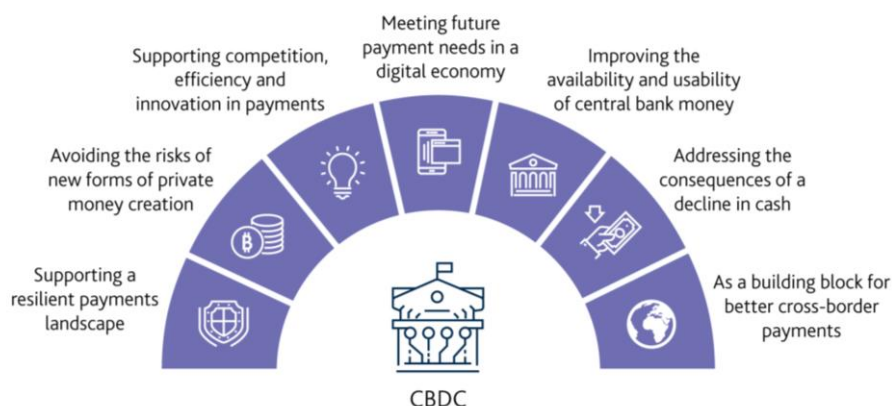 Supporting a
resilient payments
landscape
Avoiding the risks of
new forms of private
money creation
Supporting competition,
efficiency and
innovation in payments
Meeting future
payment needs in a
digital economy
Improving the
availability and usability
of central bank money
Addressing the
consequences of a
decline in cash
As a building block for
better cross-border
payments
B
CBDC